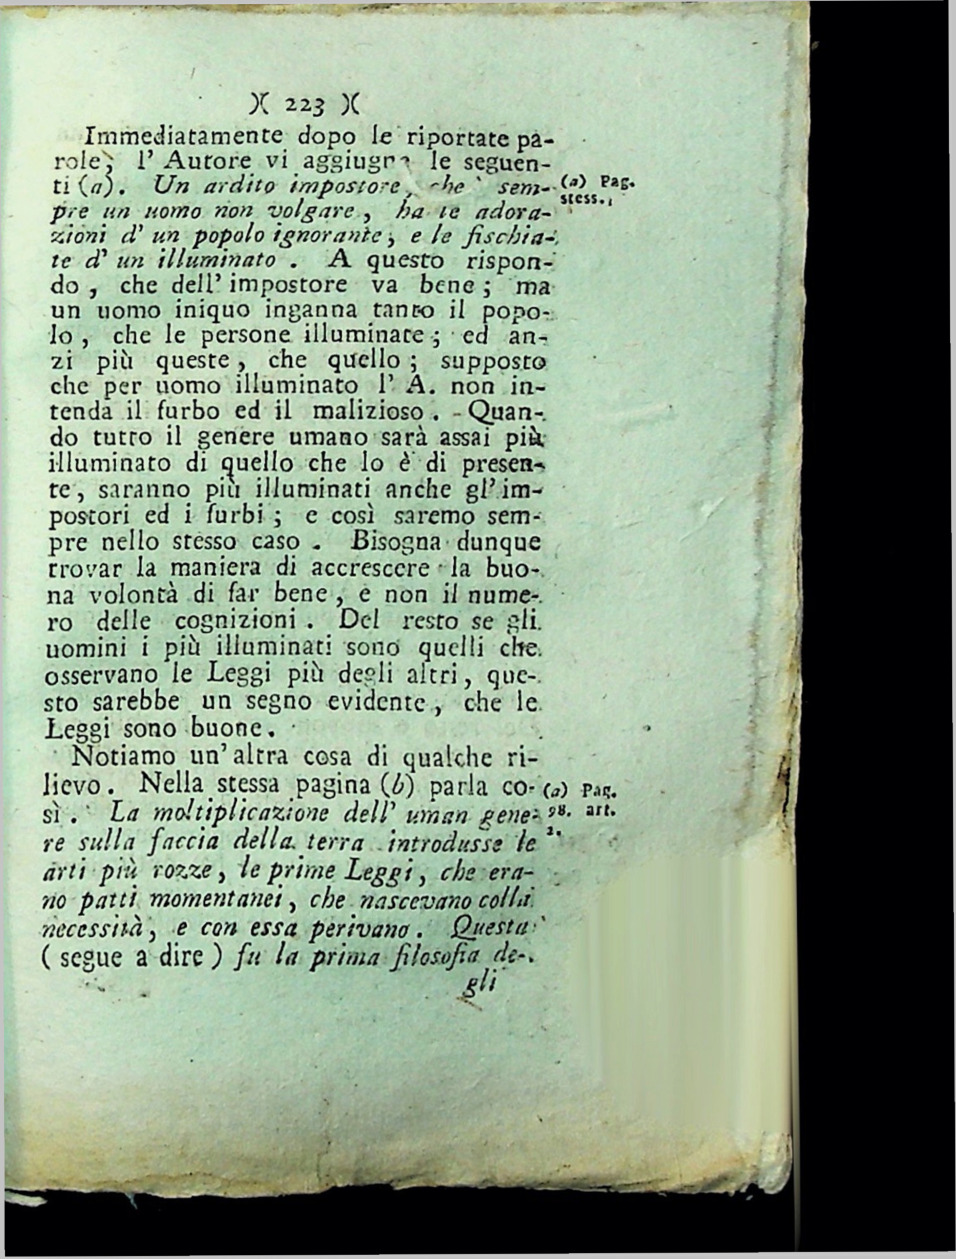 )( 223 )(
Immediatamente dopo le riportate pa-
role, l' Autore vi aggiugne le seguen-
ti (a). Un ardito impostore, che sem-
pre un uomo non volgare, ha le adora-
zioni d' un popolo ignorante, e le fischia-
te d' un illuminato. A questo rispon-
do, che dell' impostore va bene; ma
un uomo iniquo inganna tanto il popo-
lo, che le persone illuminate; ed an-
zi più queste, che quello; supposto
che per uomo illuminato l' A. non in-
tenda il furbo ed il malizioso. Quan-
do tutto il genere umano sarà assai più
illuminato di quello che lo è di presen-
te, saranno più illuminati anche gl' im-
postori ed i furbi; e così saremo sem-
pre nello stesso caso. Bisogna dunque
trovar la maniera di accrescere la buo-
na volontà di far bene, e non il nume-
ro delle cognizioni. Del resto se gli
uomini i più illuminati sono quelli che
osservano le Leggi più degli altri, que-
sto sarebbe un segno evidente, che le
Leggi sono buone.
Notiamo un' altra cosa di qualche ri-
lievo. Nella stessa pagina (b) parla co-
sì. La moltiplicazione dell' uman gene-
re sulla faccia della terra introdusse le
arti più rozze, le prime Leggi, che era-
no patti momentanei, che nascevano colla
necessità, e con essa perivano. Questa
( segue a dire ) fu la prima filosofia de-
gli
(a) Pag.
stess.
(a) Pag.
98. art.
2.